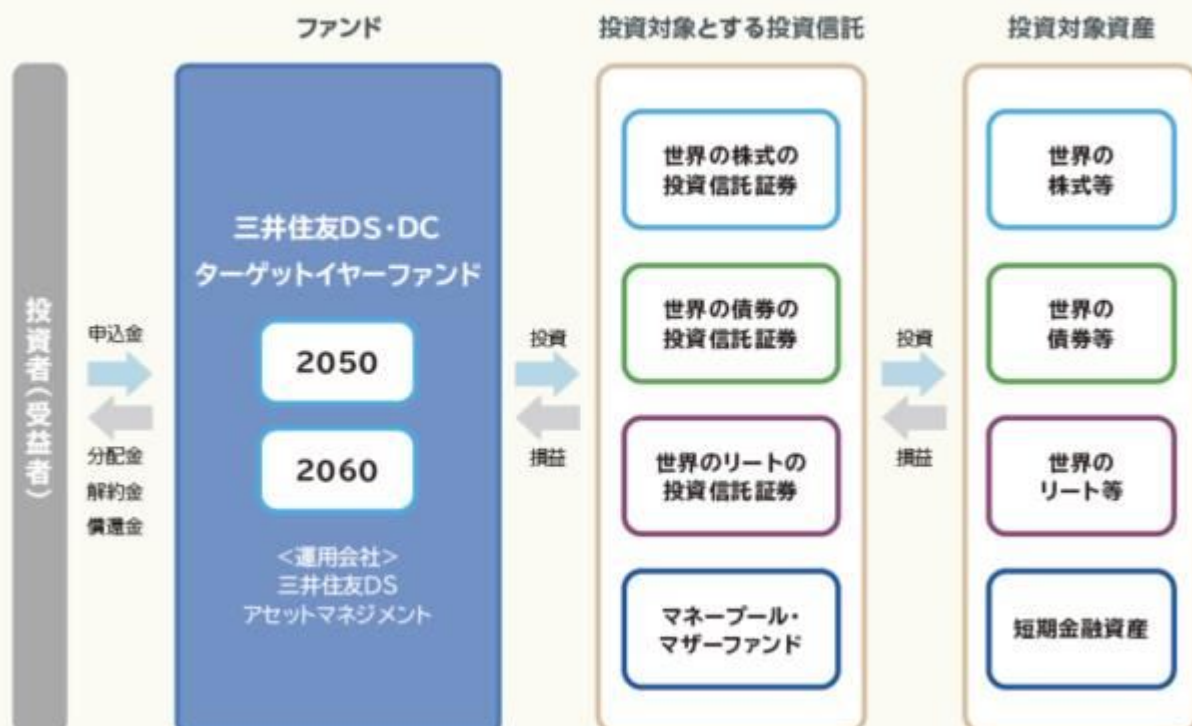 ファンド
投資対象とする投資信託
投資対象資産
投資者(受益者)
申込金
分配金
解約金
償還金
三井住友DS・DC
ターゲットイヤーファンド
2050
2060
<運用会社>
三井住友DS
アセットマネジメント
投資
損益
世界の株式の
投資信託証券
世界の債券の
投資信託証券
世界のリートの
投資信託証券
マネープール・
マザーファンド
投資
損益
世界の
株式等
世界の
債券等
世界の
リート等
短期金融資産